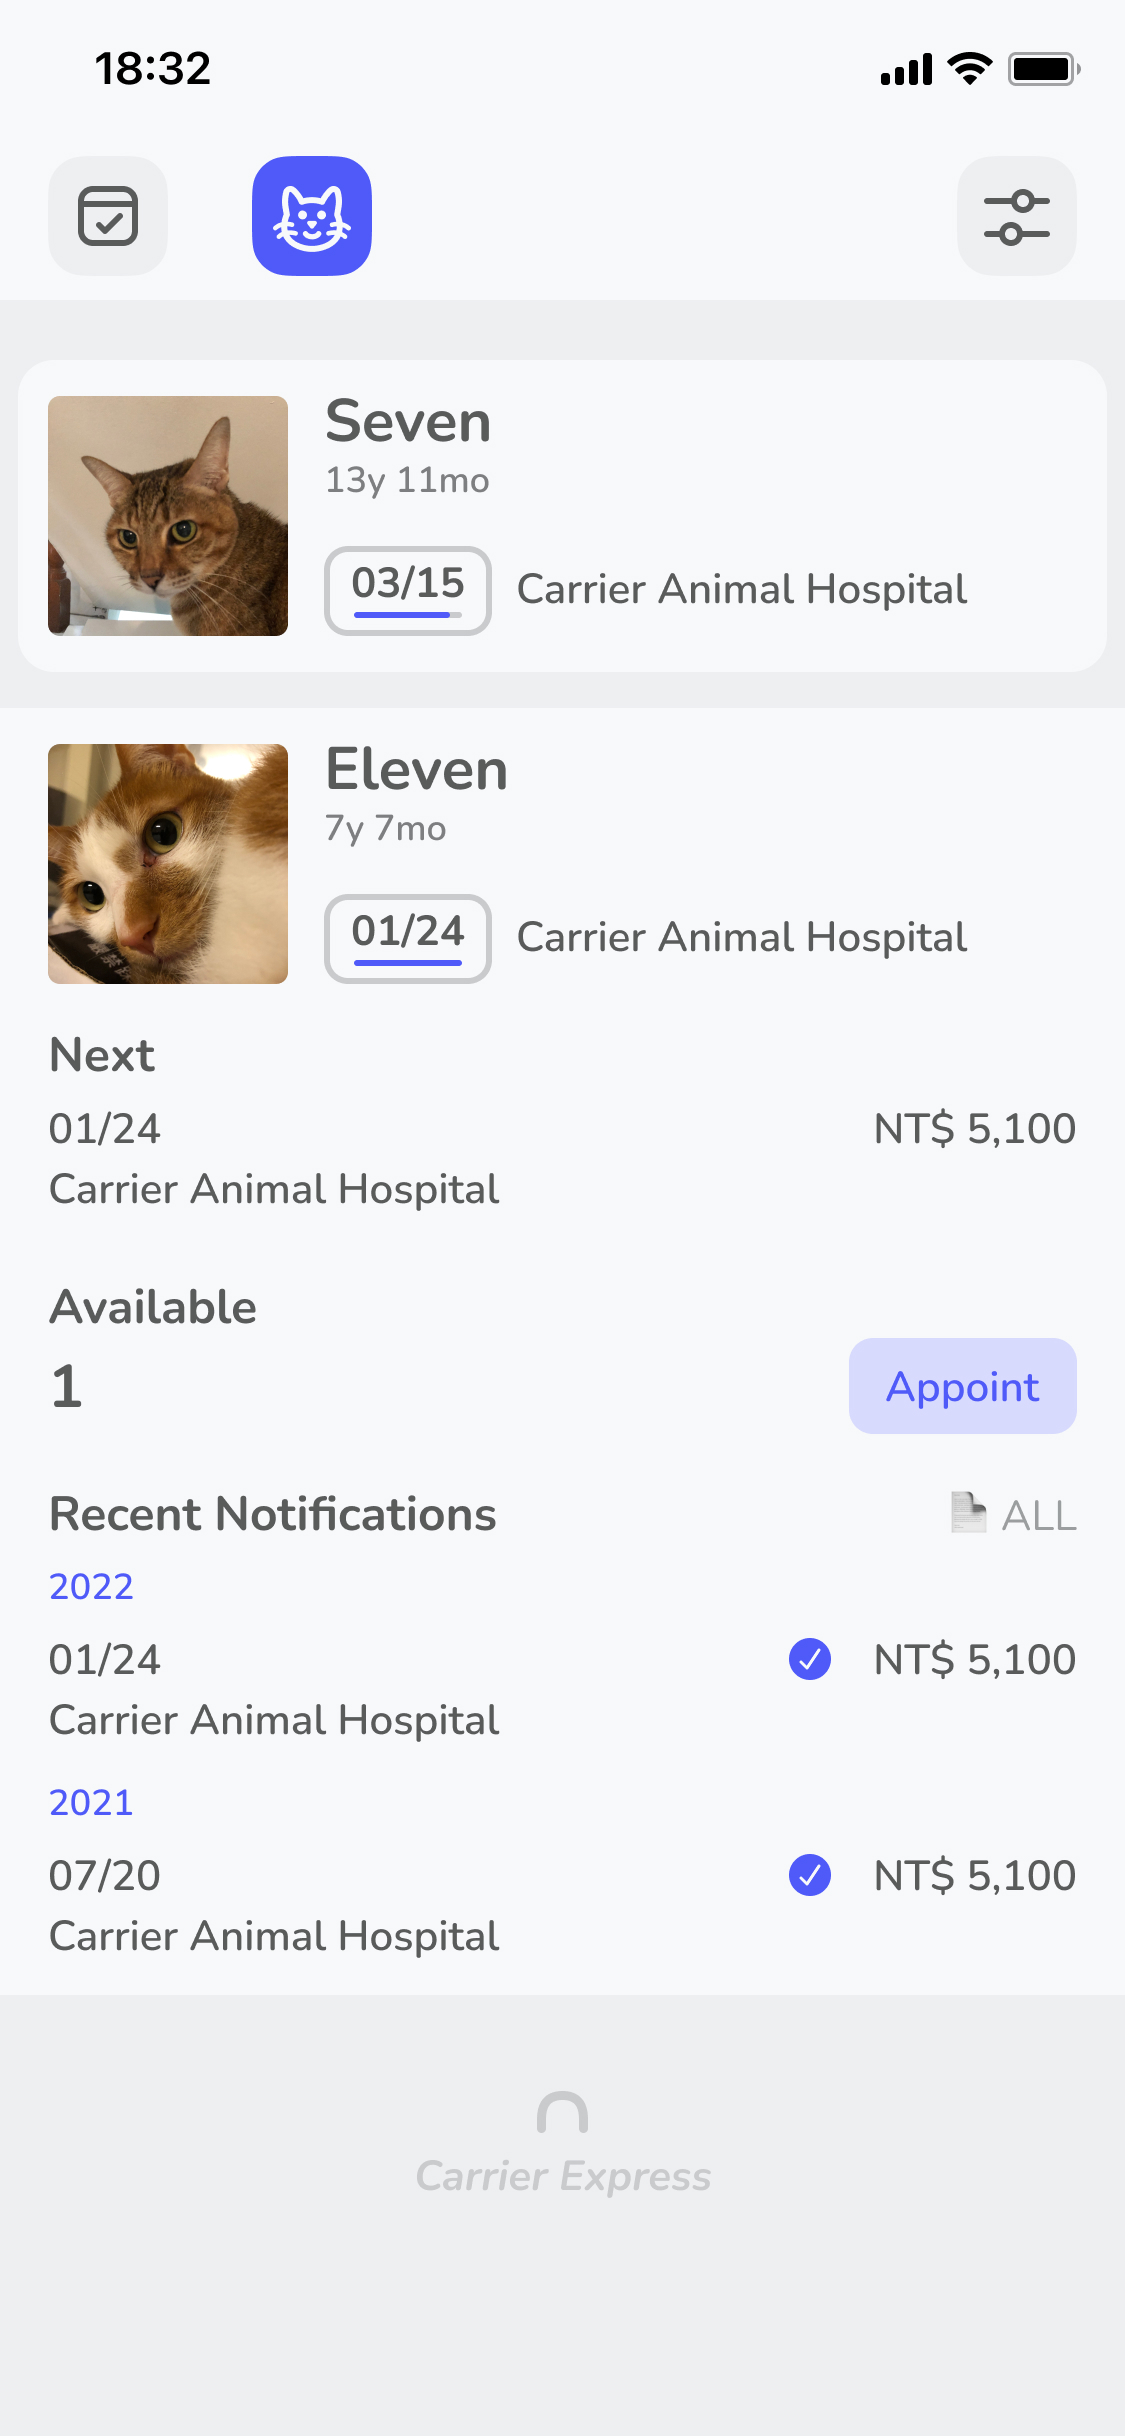 18:32
Seven
13y 11mo
03/15
Carrier Animal Hospital
Eleven
7y 7mo
01/24
Carrier Animal Hospital
Next
01/24
NT$ 5,100
Carrier Animal Hospital
Available
1
Appoint
Recent Notifications
ALL
2022
01/24
NT$ 5,100
Carrier Animal Hospital
2021
07/20
NT$ 5,100
Carrier Animal Hospital
Carrier Express